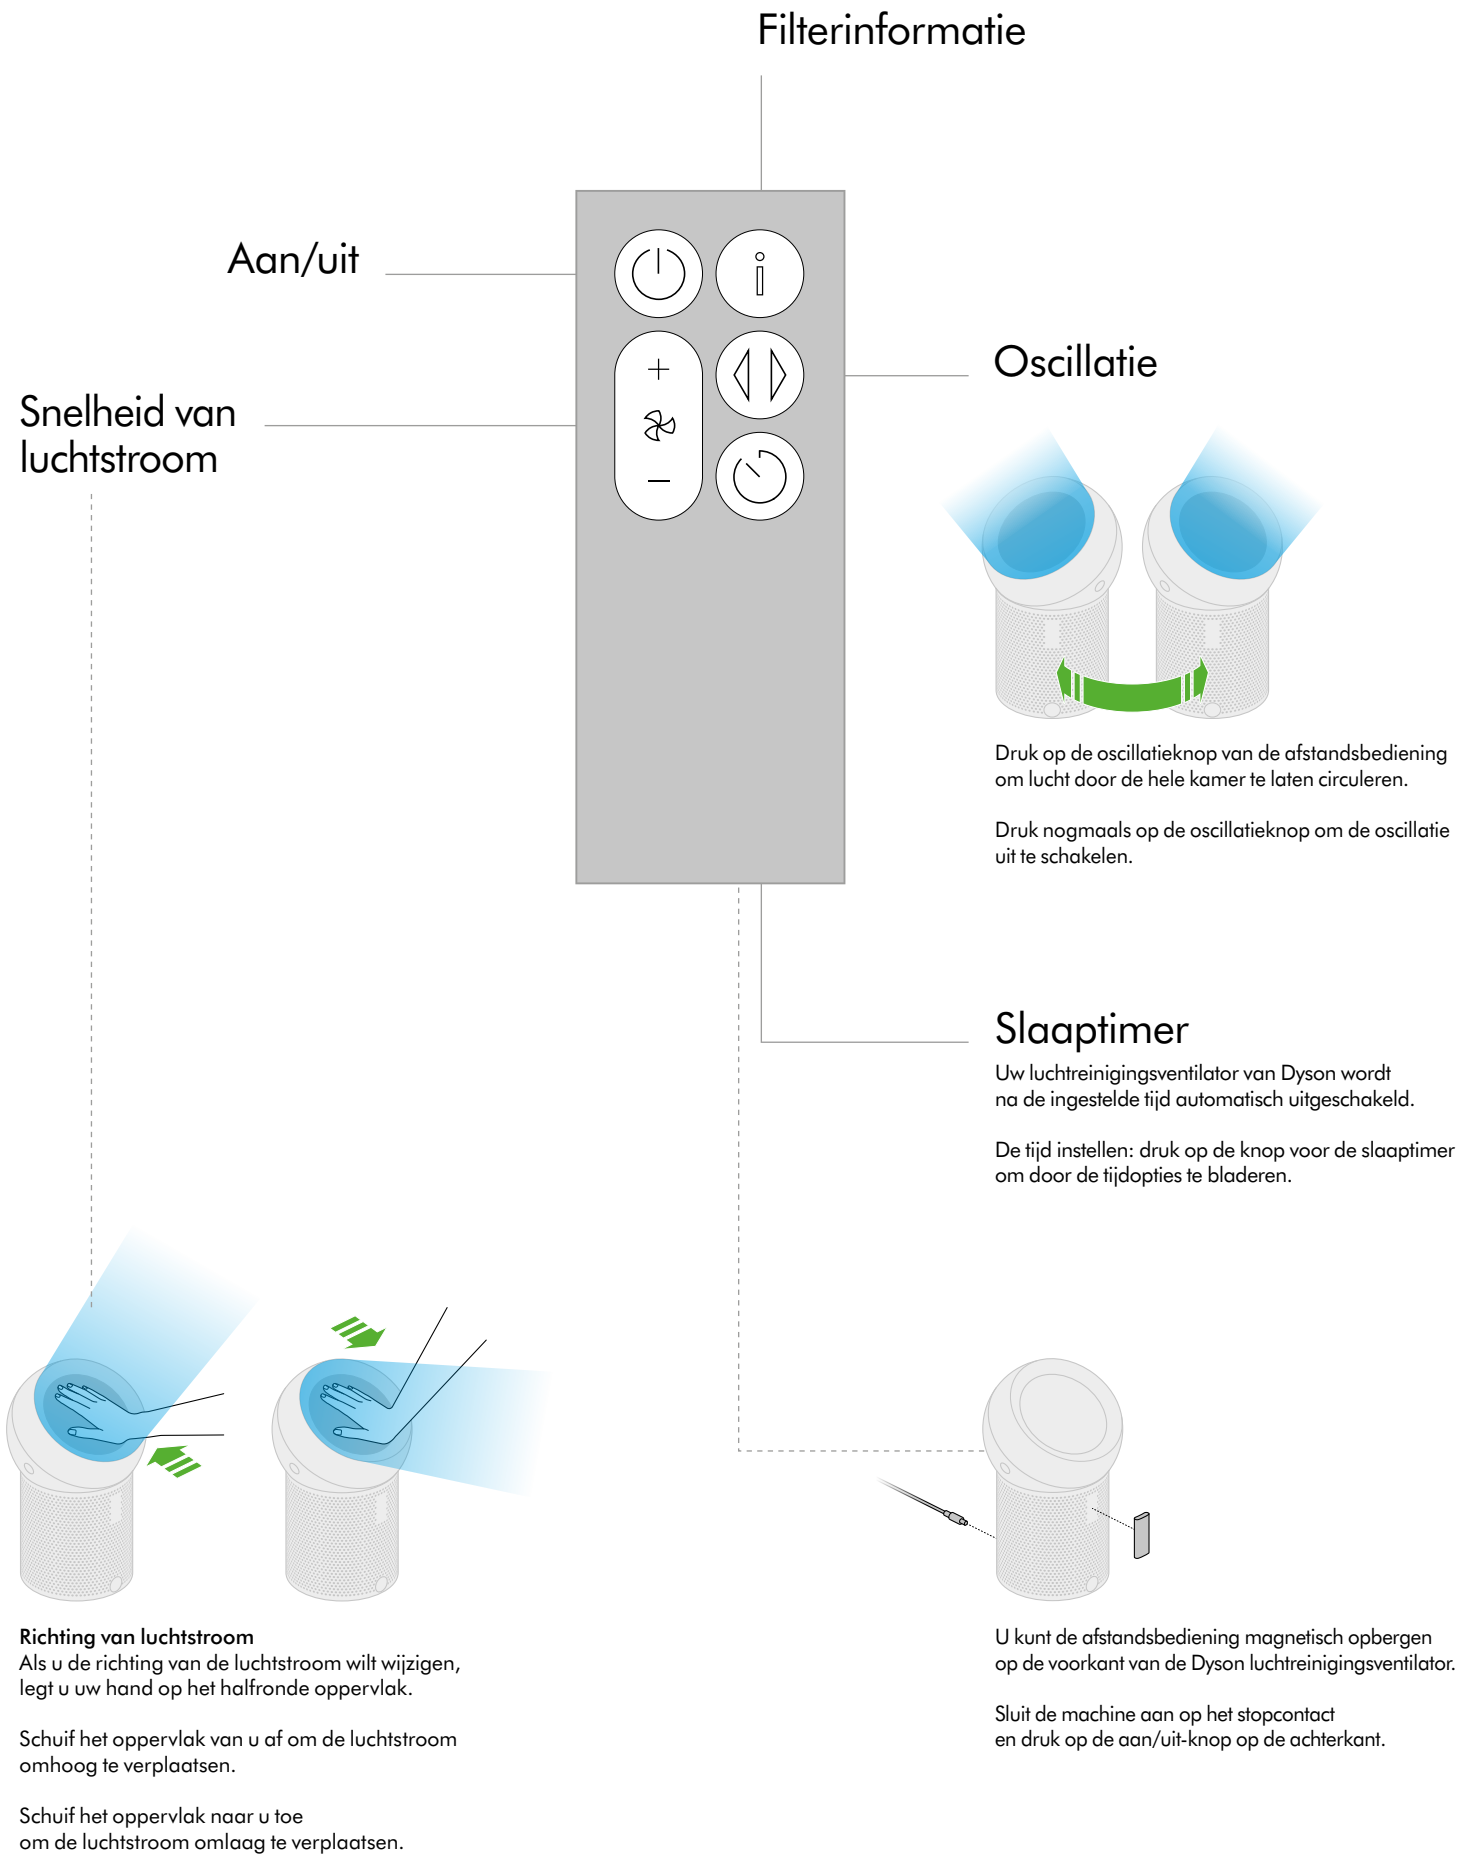 Filterinformatie
Aan/uit
Oscillatie
Snelheid van
luchtstroom
Druk op de oscillatieknop van de afstandsbediening
om lucht door de hele kamer te laten circuleren.
Druk nogmaals op de oscillatieknop om de oscillatie
uit te schakelen.
Slaaptimer
Uw luchtreinigingsventilator van Dyson wordt
na de ingestelde tijd automatisch uitgeschakeld.
De tijd instellen: druk op de knop voor de slaaptimer
om door de tijdopties te bladeren.
Richting van luchtstroom
Als u de richting van de luchtstroom wilt wijzigen,
legt u uw hand op het halfronde oppervlak.
Schuif het oppervlak van u af om de luchtstroom
omhoog te verplaatsen.
Schuif het oppervlak naar u toe
om de luchtstroom omlaag te verplaatsen.
U kunt de afstandsbediening magnetisch opbergen
op de voorkant van de Dyson luchtreinigingsventilator.
Sluit de machine aan op het stopcontact
en druk op de aan/uit-knop op de achterkant.